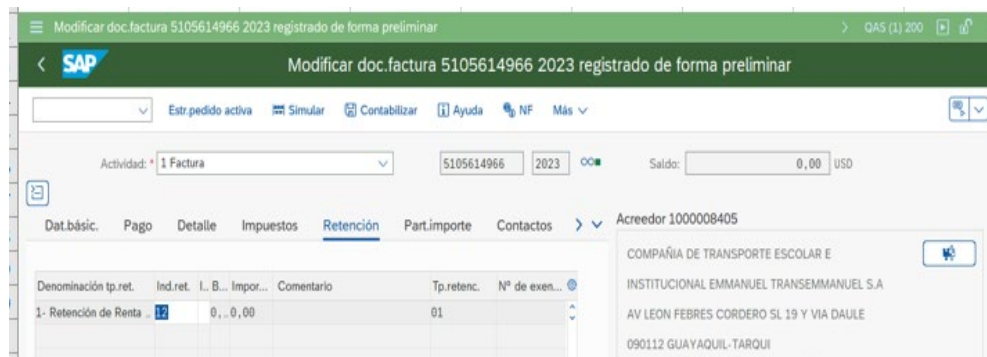 Modificar doc.factura 5105614966 2023 registrado de forma preliminar
QAS (1) 200
SAP
Modificar doc.factura 5105614966 2023 registrado de forma preliminar
Estr.pedido activa Simular Contabilizar Ayuda NF Más
Actividad: * 1 Factura 5105614966 2023 Saldo: 0,00 USD
Dat.básic. Pago Detalle Impuestos Retención Part.importe Contactos
Acreedor 1000008405
COMPAÑIA DE TRANSPORTE ESCOLAR E
INSTITUCIONAL EMMANUEL TRANSEMMANUEL S.A
AV LEON FEBRES CORDERO SL 19 Y VIA DAULE
090112 GUAYAQUIL-TARQUI
Denominación tp.ret. Ind.ret. I.. B... Impor... Comentario Tp.retenc. Nº de exen...
1- Retención de Renta .. 12 0,.. 0,00 01